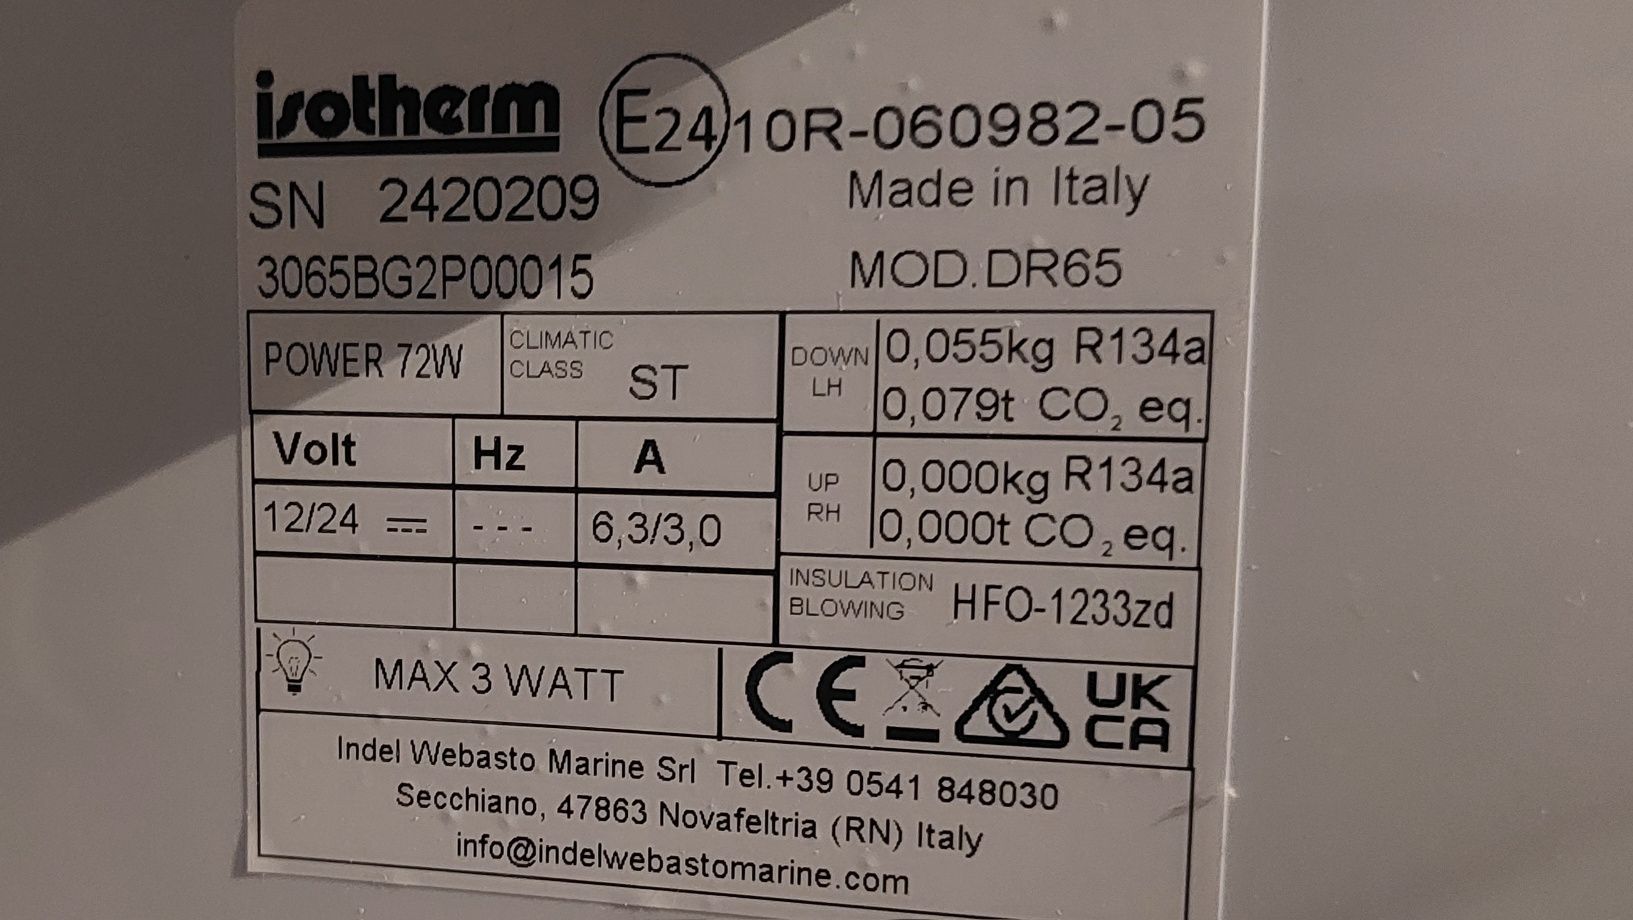 isotherm E24 10R-060982-05
SN 2420209 Made in Italy
3065BG2P00015 MOD.DR65
POWER 72W CLIMATIC CLASS ST
DOWN LH 0,055kg R134a
0,079t CO₂ eq.
Volt Hz A
UP RH 0,000kg R134a
0,000t CO₂ eq.
12/24 --- 6,3/3,0
INSULATION BLOWING HFO-1233zd
MAX 3 WATT CE UK CA
Indel Webasto Marine Srl Tel.+39 0541 848030
Secchiano, 47863 Novafeltria (RN) Italy
info@indelwebastomarine.com